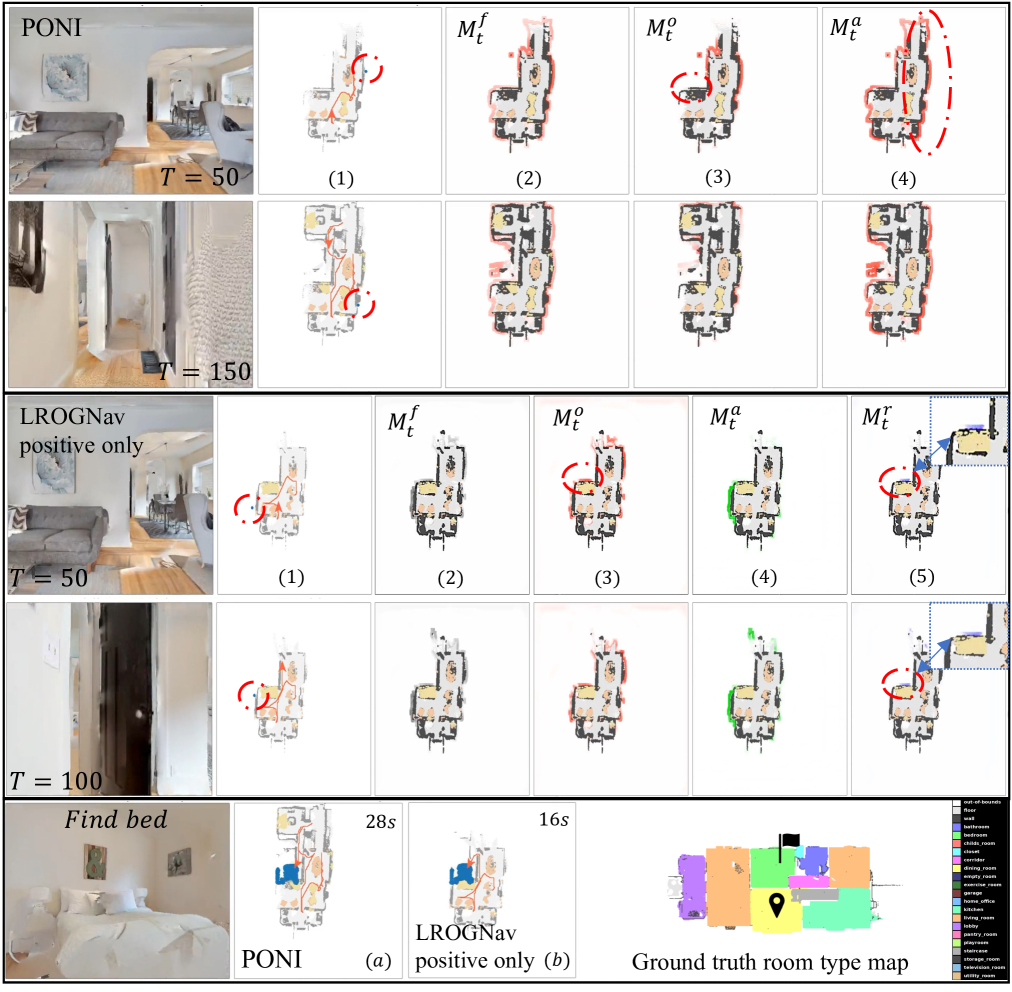 PONI
T = 50
(1)
M_t^f
(2)
M_t^o
(3)
M_t^a
(4)
T = 150
LROGNav
positive only
T = 50
(1)
M_t^f
(2)
M_t^o
(3)
M_t^a
(4)
M_t^r
(5)
T = 100
Find bed
28s
PONI
(a)
16s
LROGNav
positive only (b)
Ground truth room type map
out-of-bounds
floor
wall
bathroom
bedroom
childs_room
closet
corridor
dining_room
empty_room
exercise_room
garage
home_office
kitchen
living_room
lobby
pantry_room
playroom
staircase
storage_room
television_room
utility_room